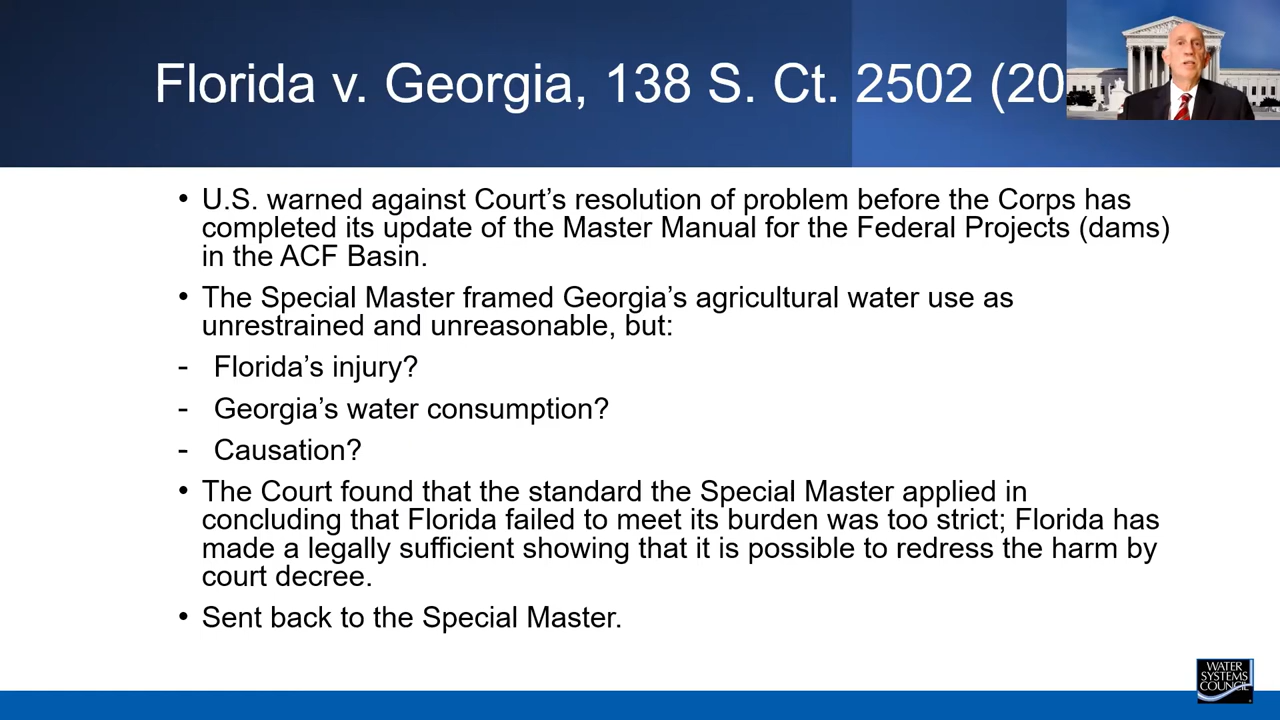 Florida v. Georgia, 138 S. Ct. 2502 (20
• U.S. warned against Court’s resolution of problem before the Corps has
completed its update of the Master Manual for the Federal Projects (dams)
in the ACF Basin.
• The Special Master framed Georgia’s agricultural water use as
unrestrained and unreasonable, but:
- Florida’s injury?
- Georgia’s water consumption?
- Causation?
• The Court found that the standard the Special Master applied in
concluding that Florida failed to meet its burden was too strict; Florida has
made a legally sufficient showing that it is possible to redress the harm by
court decree.
• Sent back to the Special Master.
WATER
SYSTEMS
COUNCIL